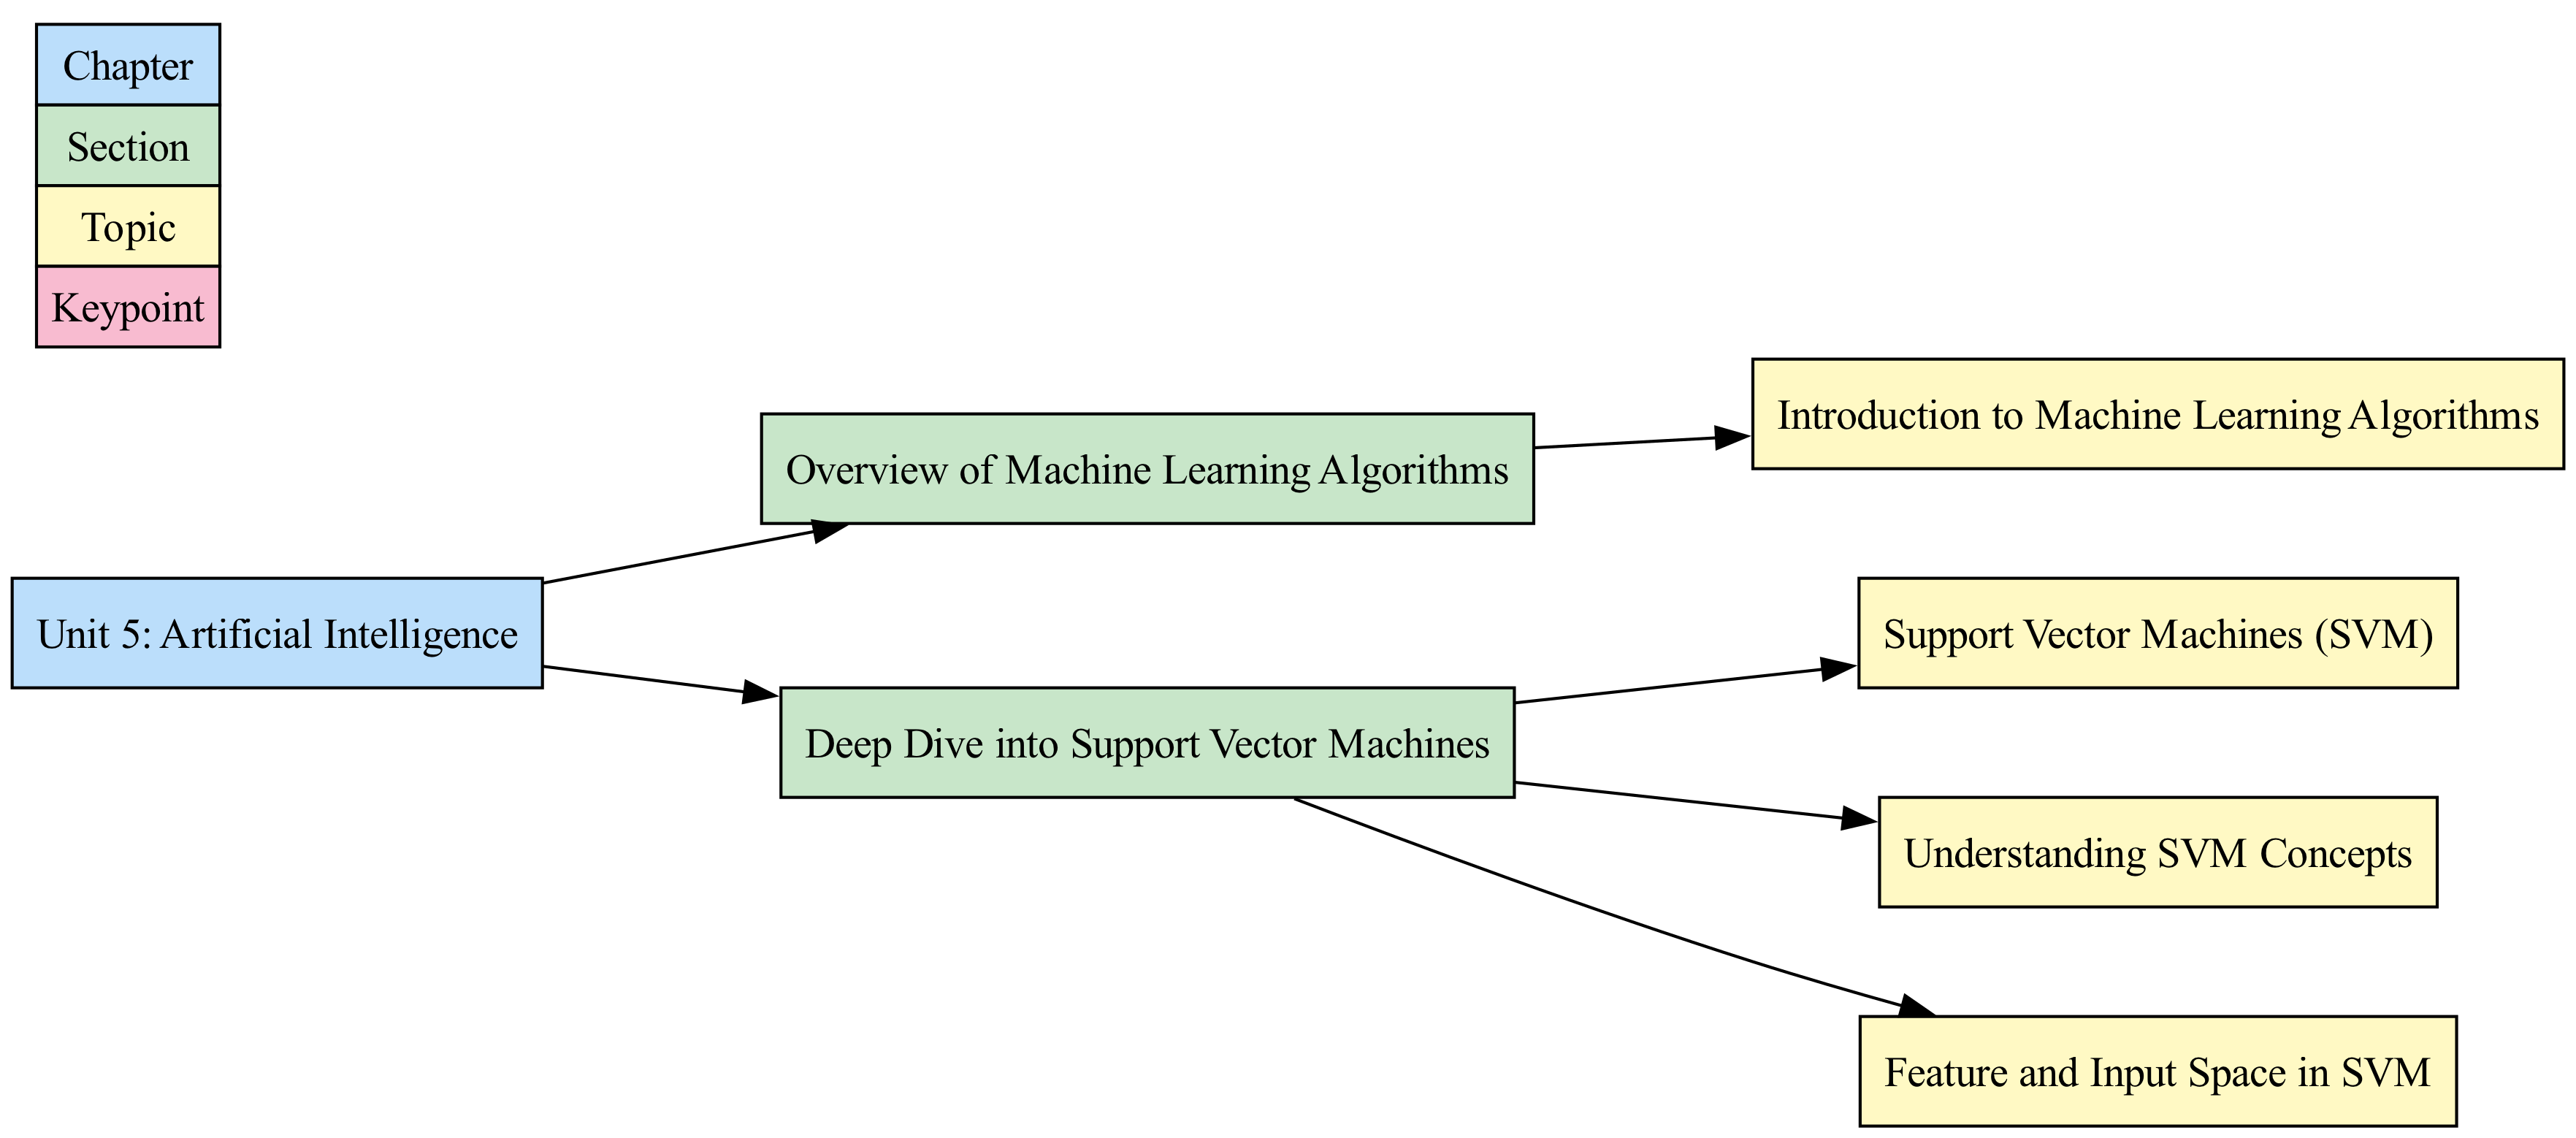 Chapter
Section
Topic
Keypoint
Introduction to Machine Learning Algorithms
Overview of Machine Learning Algorithms
Unit 5: Artificial Intelligence
Support Vector Machines (SVM)
Deep Dive into Support Vector Machines
Understanding SVM Concepts
Feature and Input Space in SVM